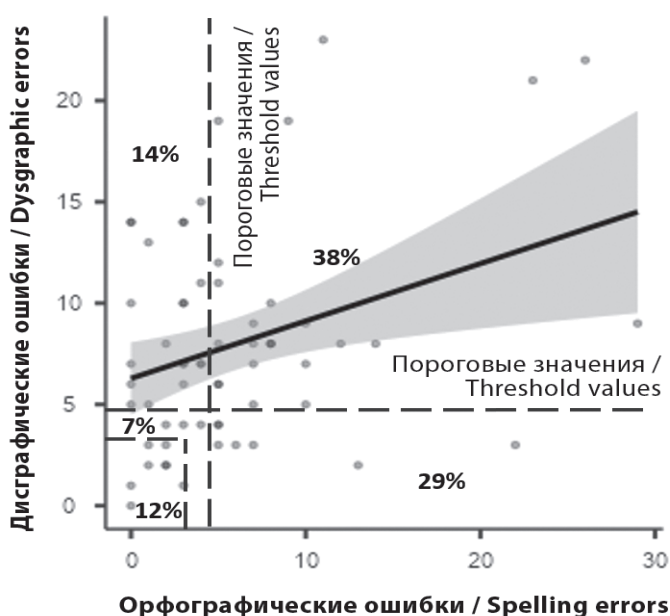 Дисграфические ошибки / Dysgraphic errors
20
15
10
5
0
14%
Пороговые значения /
Threshold values
38%
Пороговые значения /
Threshold values
7%
12%
29%
0
10
20
30
Орфографические ошибки / Spelling errors